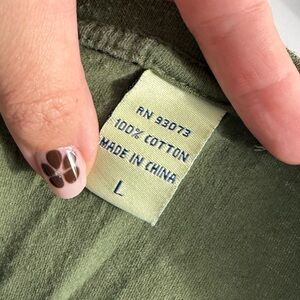 RN 93073
100% COTTON
MADE IN CHINA
L